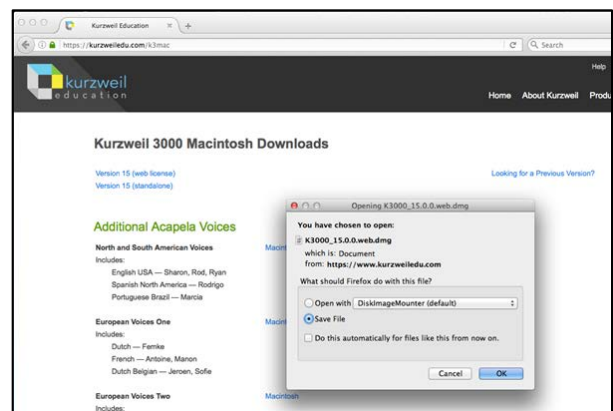 Kurzweil Education
https://kurzweiledu.com/k3mac
Search
kurzweil
education
Help
Home About Kurzweil Produ
Kurzweil 3000 Macintosh Downloads
Version 15 (web license)
Looking for a Previous Version?
Version 15 (standalone)
Opening K3000_15.0.0.web.dmg
You have chosen to open:
K3000_15.0.0.web.dmg
which is: Document
from: https://www.kurzweiledu.com
What should Firefox do with this file?
Open with DiskImageMounter (default)
Save File
Do this automatically for files like this from now on.
Cancel OK
Additional Acapela Voices
North and South American Voices Macint
Includes:
English USA — Sharon, Rod, Ryan
Spanish North America — Rodrigo
Portuguese Brazil — Marcia
European Voices One Macint
Includes:
Dutch — Femke
French — Antoine, Manon
Dutch Belgian — Jeroen, Sofie
European Voices Two Macintosh
Includes: